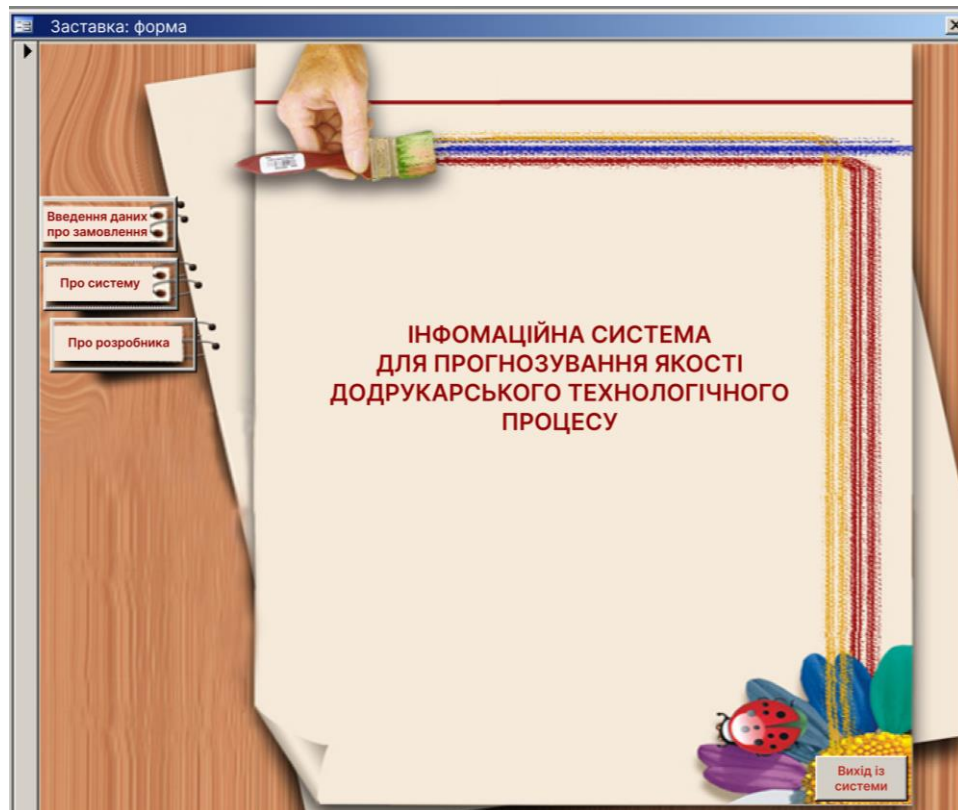 Заставка: форма
Введення даних
про замовлення
Про систему
Про розробника
ІНФОМАЦІЙНА СИСТЕМА
ДЛЯ ПРОГНОЗУВАННЯ ЯКОСТІ
ДОДРУКАРСЬКОГО ТЕХНОЛОГІЧНОГО
ПРОЦЕСУ
Вихід із
системи